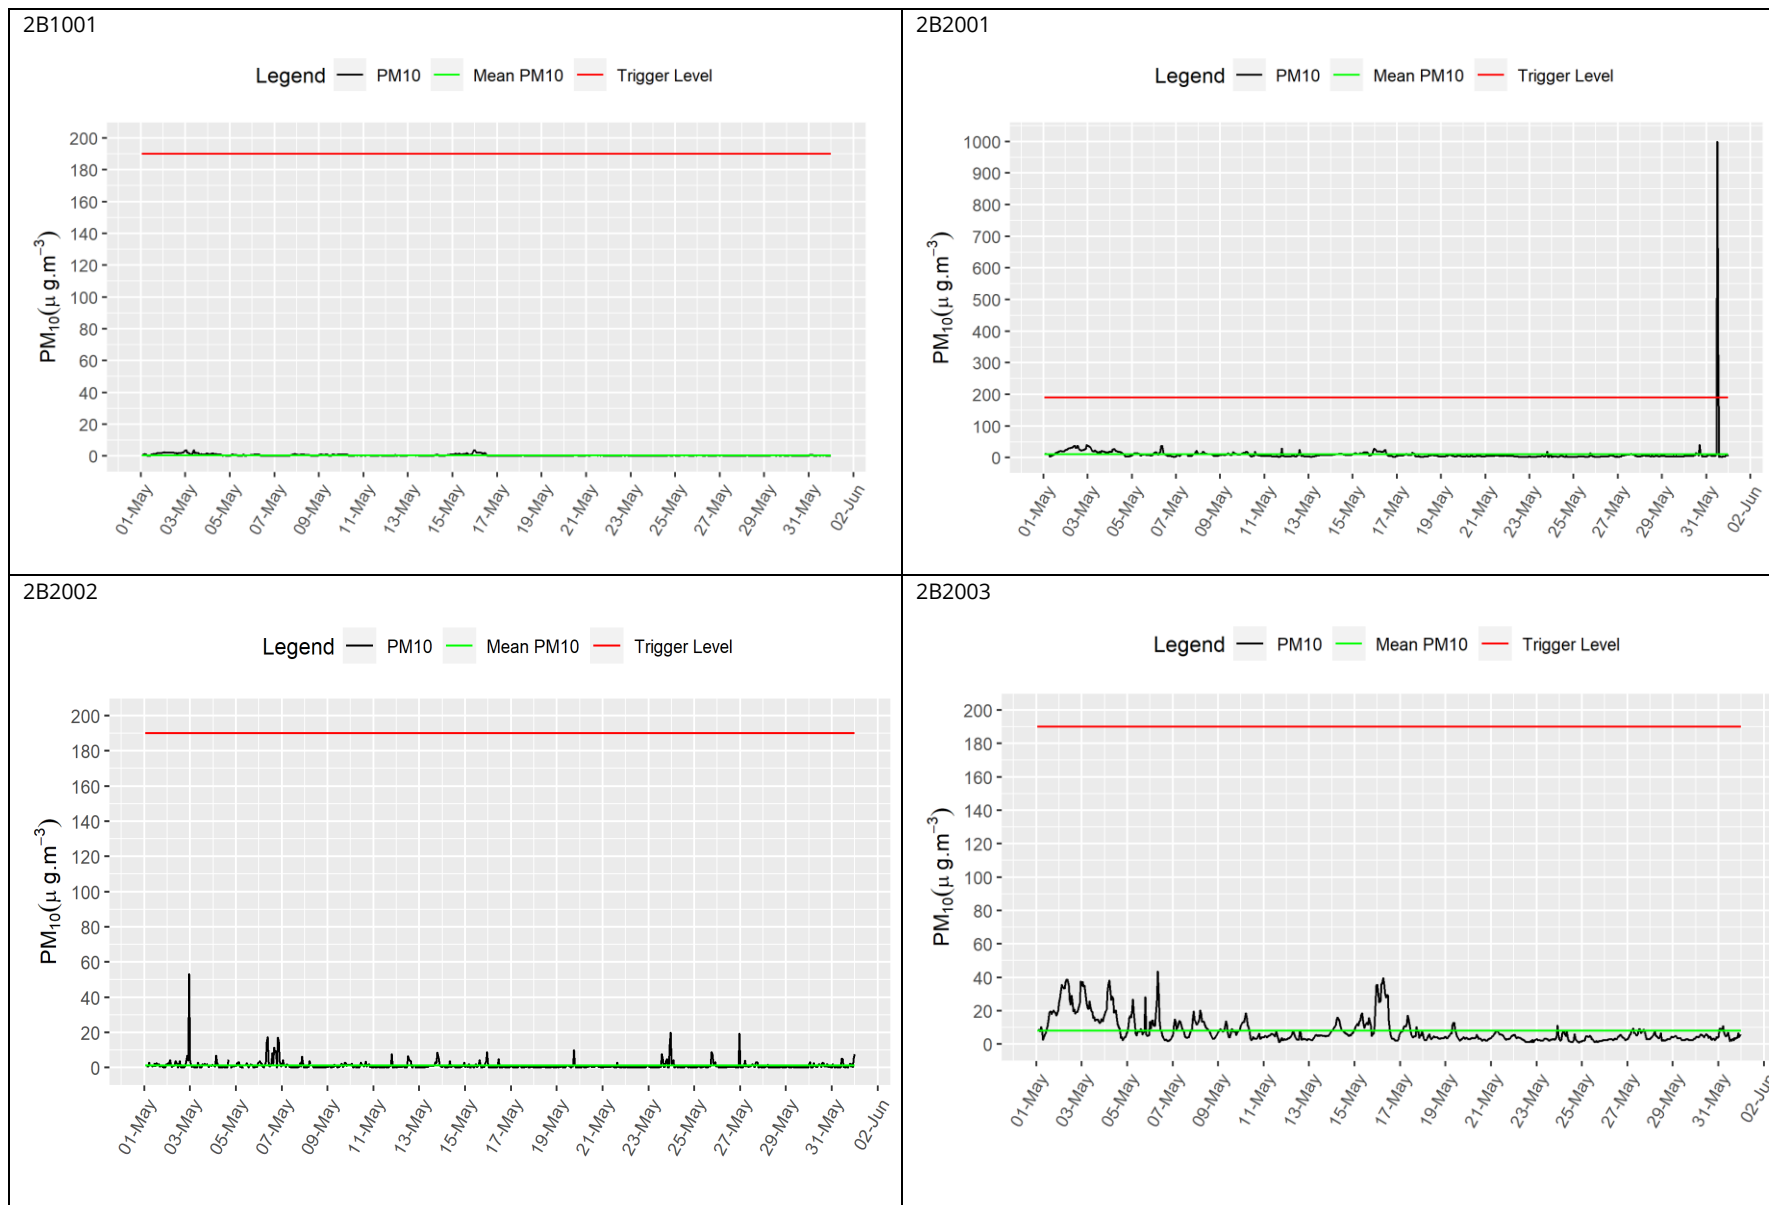 2B1001
Legend PM10 Mean PM10 Trigger Level
PM10(μ g.m−3)
200
180
160
140
120
100
80
60
40
20
0
01-May 03-May 05-May 07-May 09-May 11-May 13-May 15-May 17-May 19-May 21-May 23-May 25-May 27-May 29-May 31-May 02-Jun
2B2001
Legend PM10 Mean PM10 Trigger Level
PM10(μ g.m−3)
1000
900
800
700
600
500
400
300
200
100
0
01-May 03-May 05-May 07-May 09-May 11-May 13-May 15-May 17-May 19-May 21-May 23-May 25-May 27-May 29-May 31-May 02-Jun
2B2002
Legend PM10 Mean PM10 Trigger Level
PM10(μ g.m−3)
200
180
160
140
120
100
80
60
40
20
0
01-May 03-May 05-May 07-May 09-May 11-May 13-May 15-May 17-May 19-May 21-May 23-May 25-May 27-May 29-May 31-May 02-Jun
2B2003
Legend PM10 Mean PM10 Trigger Level
PM10(μ g.m−3)
200
180
160
140
120
100
80
60
40
20
0
01-May 03-May 05-May 07-May 09-May 11-May 13-May 15-May 17-May 19-May 21-May 23-May 25-May 27-May 29-May 31-May